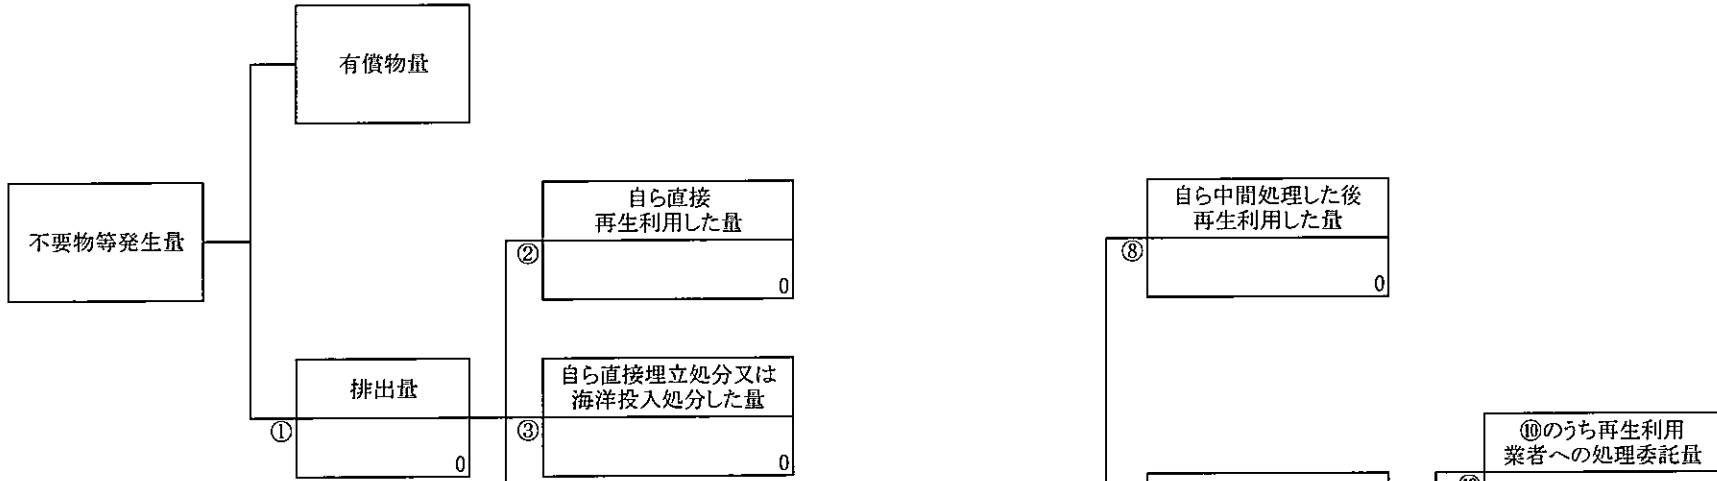 有償物量
不要物等発生量
自ら直接
再生利用した量
②
0
自ら中間処理した後
再生利用した量
⑧
0
排出量
①
0
自ら直接埋立処分又は
海洋投入処分した量
③
0
⑩のうち再生利用
業者への処理委託量